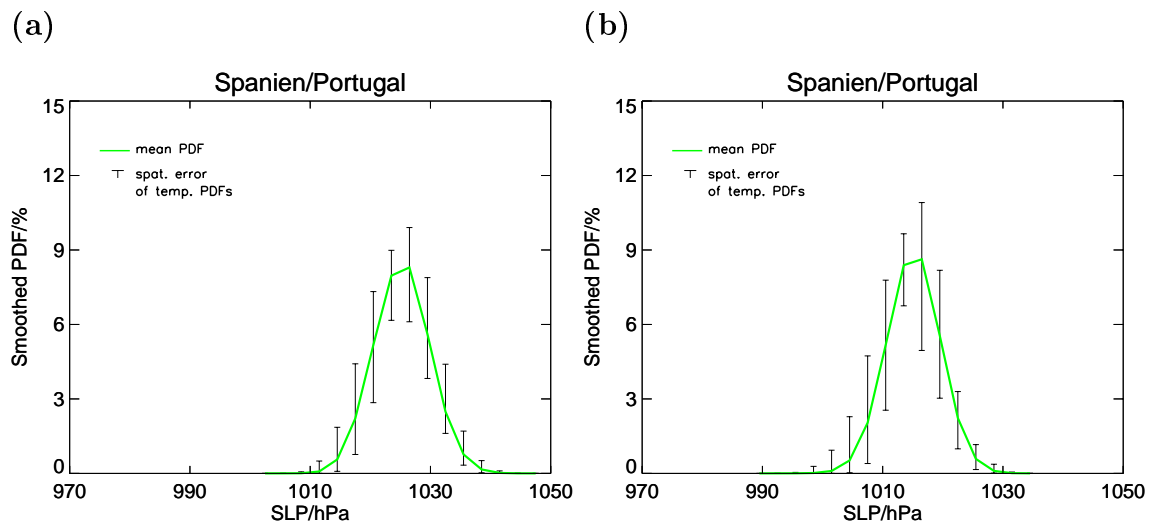 (a)
Spanien/Portugal
Smoothed PDF/%
15
12
9
6
3
0
mean PDF
spat. error
of temp. PDFs
970 990 1010 1030 1050
SLP/hPa
(b)
Spanien/Portugal
Smoothed PDF/%
15
12
9
6
3
0
mean PDF
spat. error
of temp. PDFs
970 990 1010 1030 1050
SLP/hPa